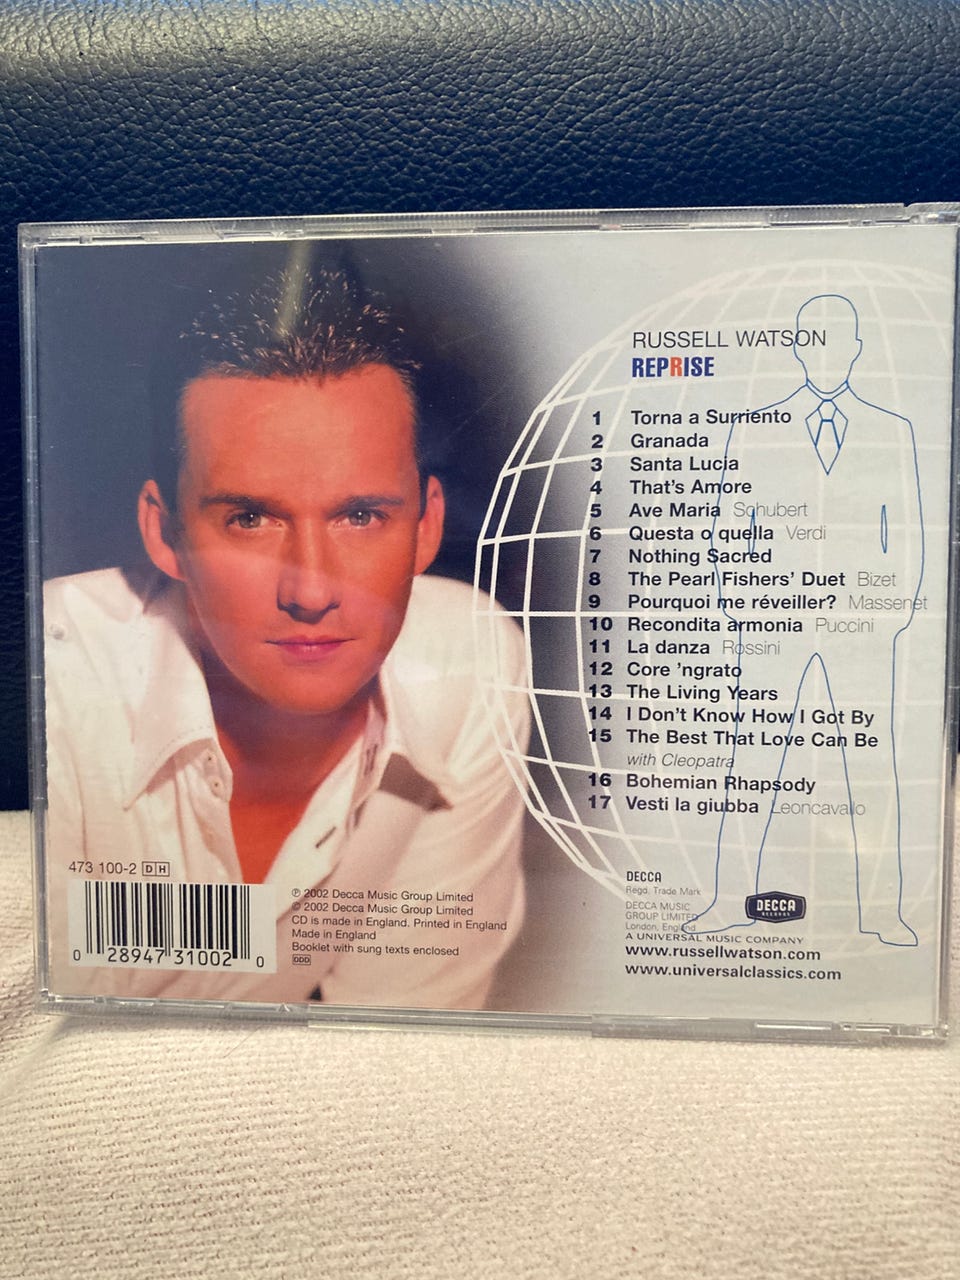 RUSSELL WATSON
REPRISE
1 Torna a Surriento
2 Granada
3 Santa Lucia
4 That's Amore
5 Ave Maria Schubert
6 Questa o quella Verdi
7 Nothing Sacred
8 The Pearl Fishers' Duet Bizet
9 Pourquoi me réveiller? Massenet
10 Recondita armonia Puccini
11 La danza Rossini
12 Core 'ngrato
13 The Living Years
14 I Don't Know How I Got By
15 The Best That Love Can Be
with Cleopatra
16 Bohemian Rhapsody
17 Vesti la giubba Leoncavallo
473 100-2 DH
0 28947 31002 0
℗ 2002 Decca Music Group Limited
© 2002 Decca Music Group Limited
CD is made in England. Printed in England
Made in England
Booklet with sung texts enclosed
DDD
DECCA
Regd. Trade Mark
DECCA MUSIC
GROUP LIMITED
London, England
A UNIVERSAL MUSIC COMPANY
www.russellwatson.com
www.universalclassics.com
DECCA
RECORDS